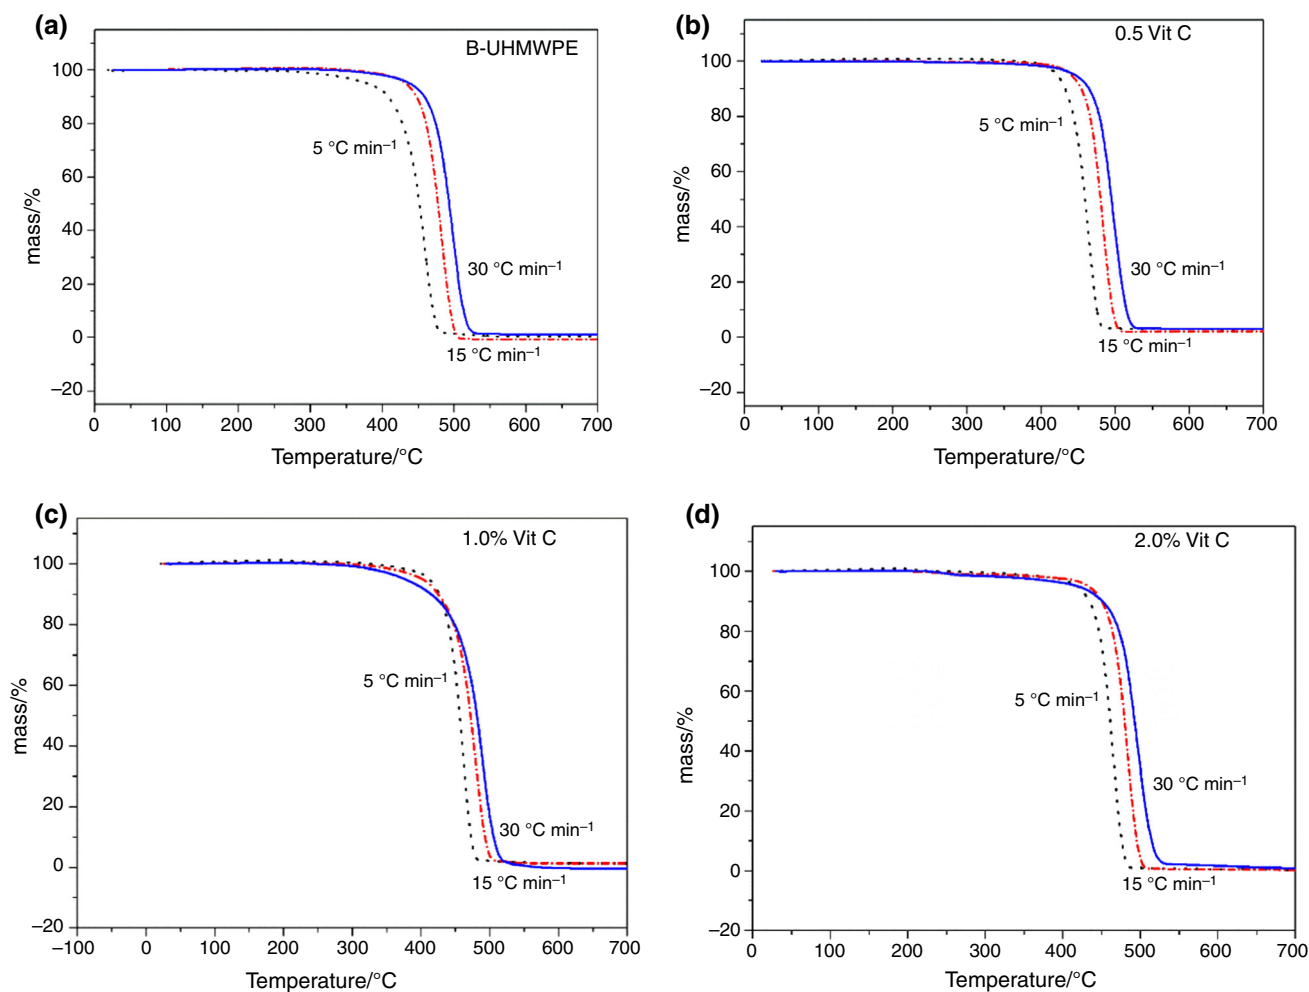 (a)
B-UHMWPE
100
80
60
40
20
0
–20
mass/%
5 °C min–1
30 °C min–1
15 °C min–1
0 100 200 300 400 500 600 700
Temperature/°C
(b)
0.5 Vit C
100
80
60
40
20
0
–20
mass/%
5 °C min–1
30 °C min–1
15 °C min–1
0 100 200 300 400 500 600 700
Temperature/°C
(c)
1.0% Vit C
100
80
60
40
20
0
–20
mass/%
5 °C min–1
30 °C min–1
15 °C min–1
–100 0 100 200 300 400 500 600 700
Temperature/°C
(d)
2.0% Vit C
100
80
60
40
20
0
–20
mass/%
5 °C min–1
30 °C min–1
15 °C min–1
0 100 200 300 400 500 600 700
Temperature/°C